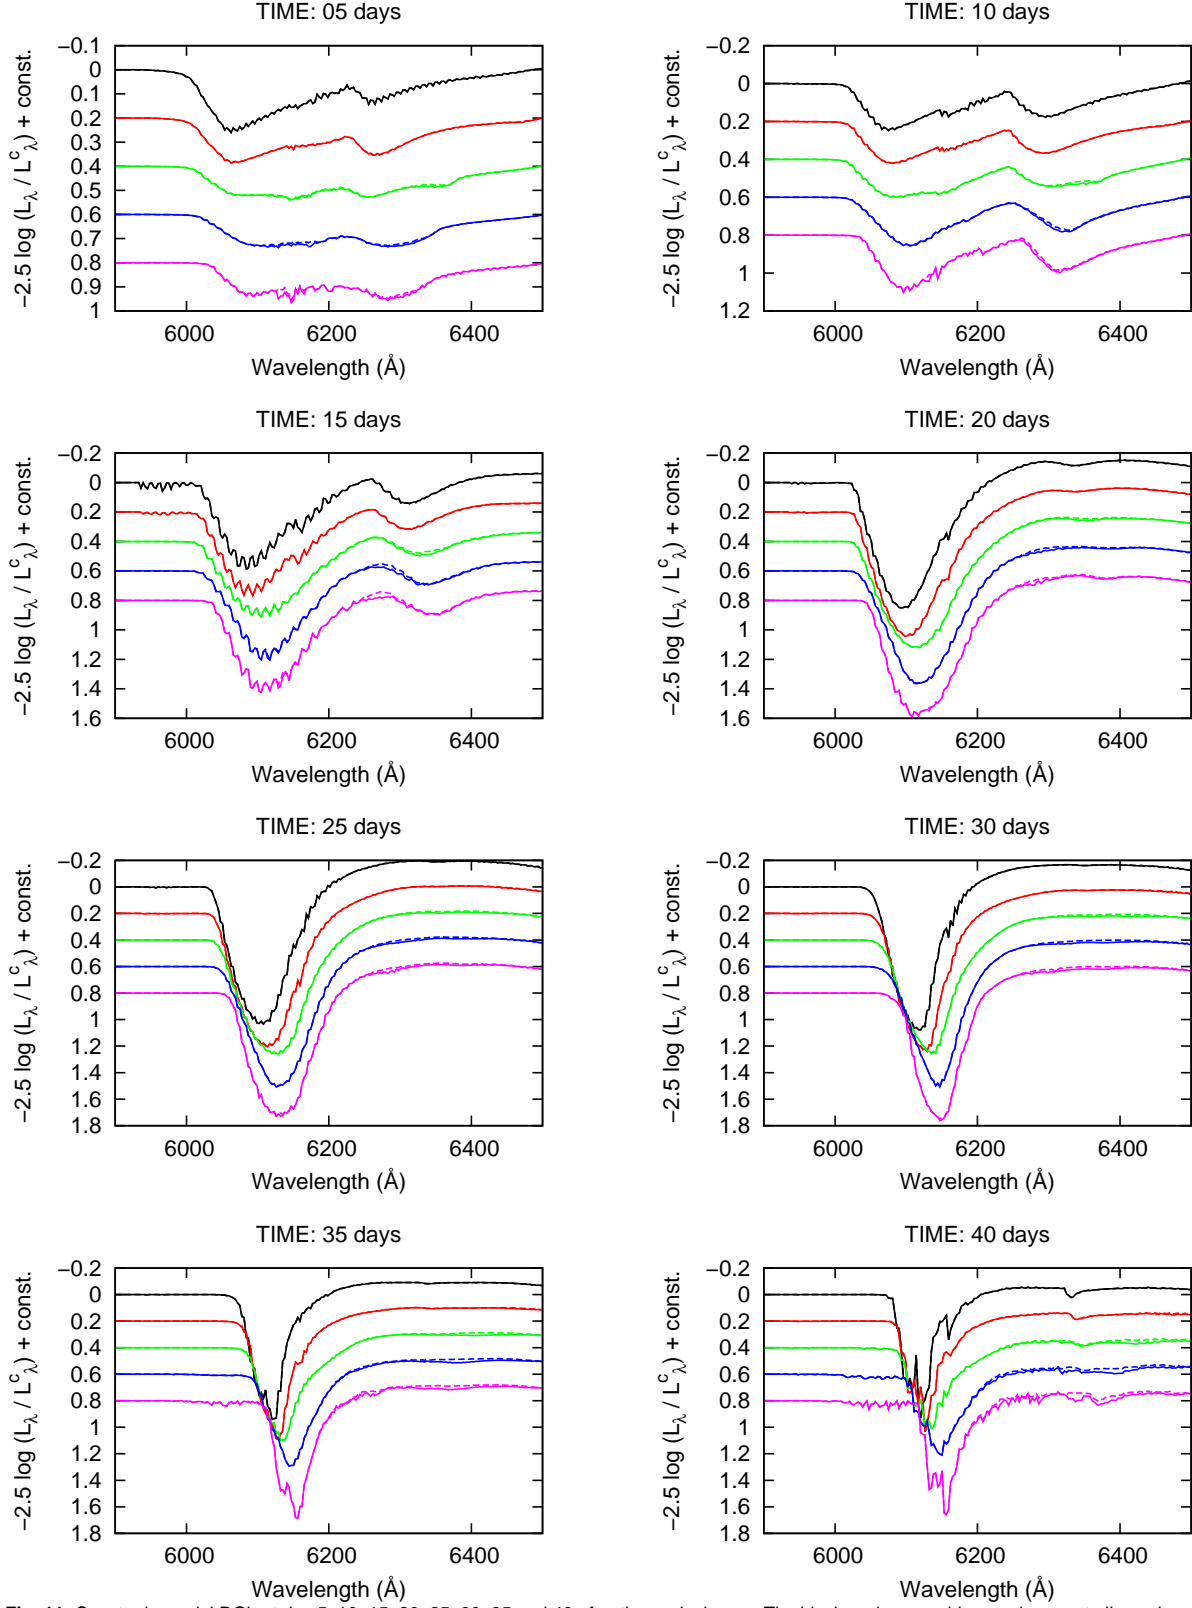 TIME: 05 days
−0.1
0
0.1
0.2
0.3
0.4
0.5
0.6
0.7
0.8
0.9
1
−2.5 log (Lλ / Lᶜλ) + const.
6000 6200 6400
Wavelength (Å)
TIME: 10 days
−0.2
0
0.2
0.4
0.6
0.8
1
1.2
−2.5 log (Lλ / Lᶜλ) + const.
6000 6200 6400
Wavelength (Å)
TIME: 15 days
−0.2
0
0.2
0.4
0.6
0.8
1
1.2
1.4
1.6
−2.5 log (Lλ / Lᶜλ) + const.
6000 6200 6400
Wavelength (Å)
TIME: 20 days
−0.2
0
0.2
0.4
0.6
0.8
1
1.2
1.4
1.6
−2.5 log (Lλ / Lᶜλ) + const.
6000 6200 6400
Wavelength (Å)
TIME: 25 days
−0.2
0
0.2
0.4
0.6
0.8
1
1.2
1.4
1.6
1.8
−2.5 log (Lλ / Lᶜλ) + const.
6000 6200 6400
Wavelength (Å)
TIME: 30 days
−0.2
0
0.2
0.4
0.6
0.8
1
1.2
1.4
1.6
1.8
−2.5 log (Lλ / Lᶜλ) + const.
6000 6200 6400
Wavelength (Å)
TIME: 35 days
−0.2
0
0.2
0.4
0.6
0.8
1
1.2
1.4
1.6
1.8
−2.5 log (Lλ / Lᶜλ) + const.
6000 6200 6400
Wavelength (Å)
TIME: 40 days
−0.2
0
0.2
0.4
0.6
0.8
1
1.2
1.4
1.6
1.8
−2.5 log (Lλ / Lᶜλ) + const.
6000 6200 6400
Wavelength (Å)